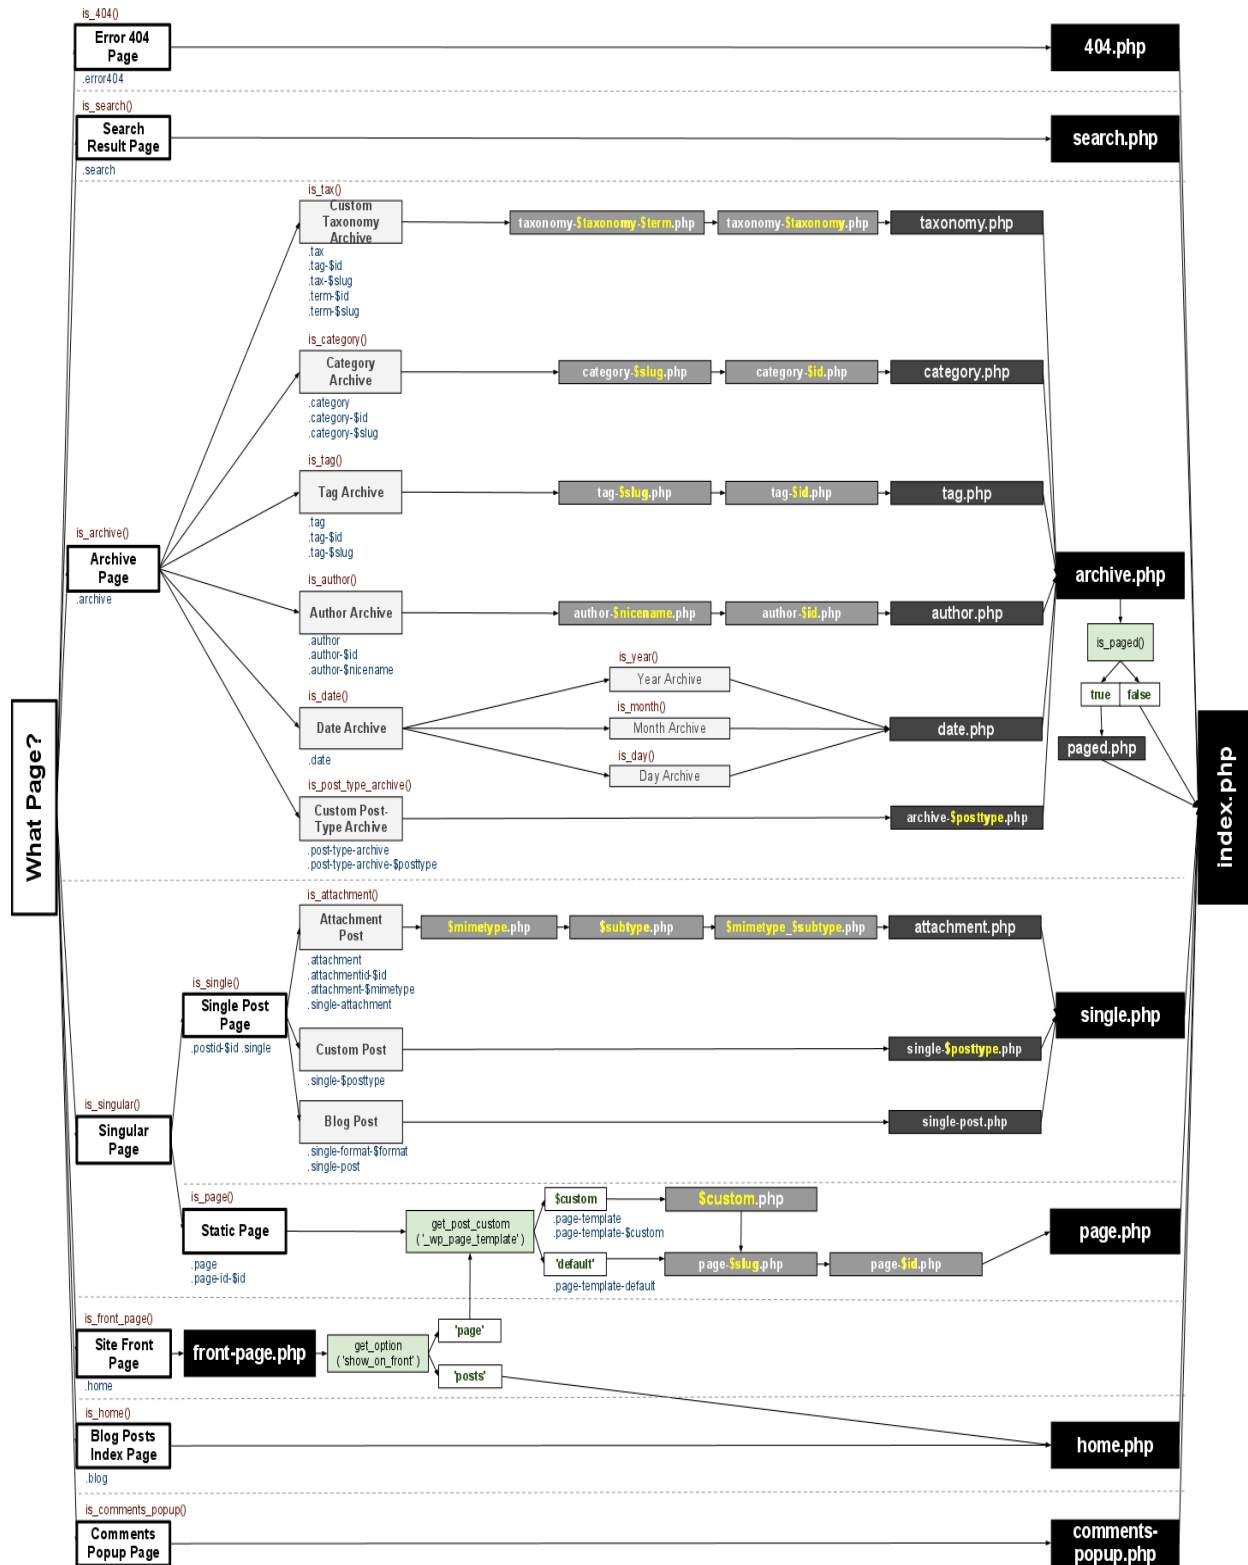 is_404()
Error 404
Page
404.php
.error404
is_search()
Search
Result Page
search.php
.search
is_tax()
Custom
Taxonomy
Archive
taxonomy-$taxonomy-$term.php
taxonomy-$taxonomy.php
taxonomy.php
.tax
.tag-$id
.tax-$slug
.term-$id
.term-$slug
is_category()
Category
Archive
category-$slug.php
category-$id.php
category.php
.category
.category-$id
.category-$slug
is_tag()
Tag Archive
tag-$slug.php
tag-$id.php
tag.php
.tag
.tag-$id
.tag-$slug
is_archive()
Archive
Page
.archive
archive.php
is_author()
Author Archive
author-$nicename.php
author-$id.php
author.php
.author
.author-$id
.author-$nicename
is_paged()
true
false
paged.php
is_date()
Date Archive
.date
is_year()
Year Archive
is_month()
Month Archive
is_day()
Day Archive
date.php
is_post_type_archive()
Custom Post-
Type Archive
archive-$posttype.php
.post-type-archive
.post-type-archive-$posttype
What Page?
index.php
is_attachment()
Attachment
Post
$mimetype.php
$subtype.php
$mimetype_$subtype.php
attachment.php
.attachment
.attachmentid-$id
.attachment-$mimetype
.single-attachment
is_single()
Single Post
Page
.postid-$id .single
single.php
Custom Post
single-$posttype.php
.single-$posttype
Blog Post
single-post.php
.single-format-$format
.single-post
is_singular()
Singular
Page
is_page()
Static Page
.page
.page-id-$id
get_post_custom
( '_wp_page_template' )
$custom
.page-template
.page-template-$custom
$custom.php
'default'
.page-template-default
page-$slug.php
page-$id.php
page.php
is_front_page()
Site Front
Page
.home
front-page.php
get_option
( 'show_on_front' )
'page'
'posts'
is_home()
Blog Posts
Index Page
home.php
.blog
is_comments_popup()
Comments
Popup Page
comments-
popup.php